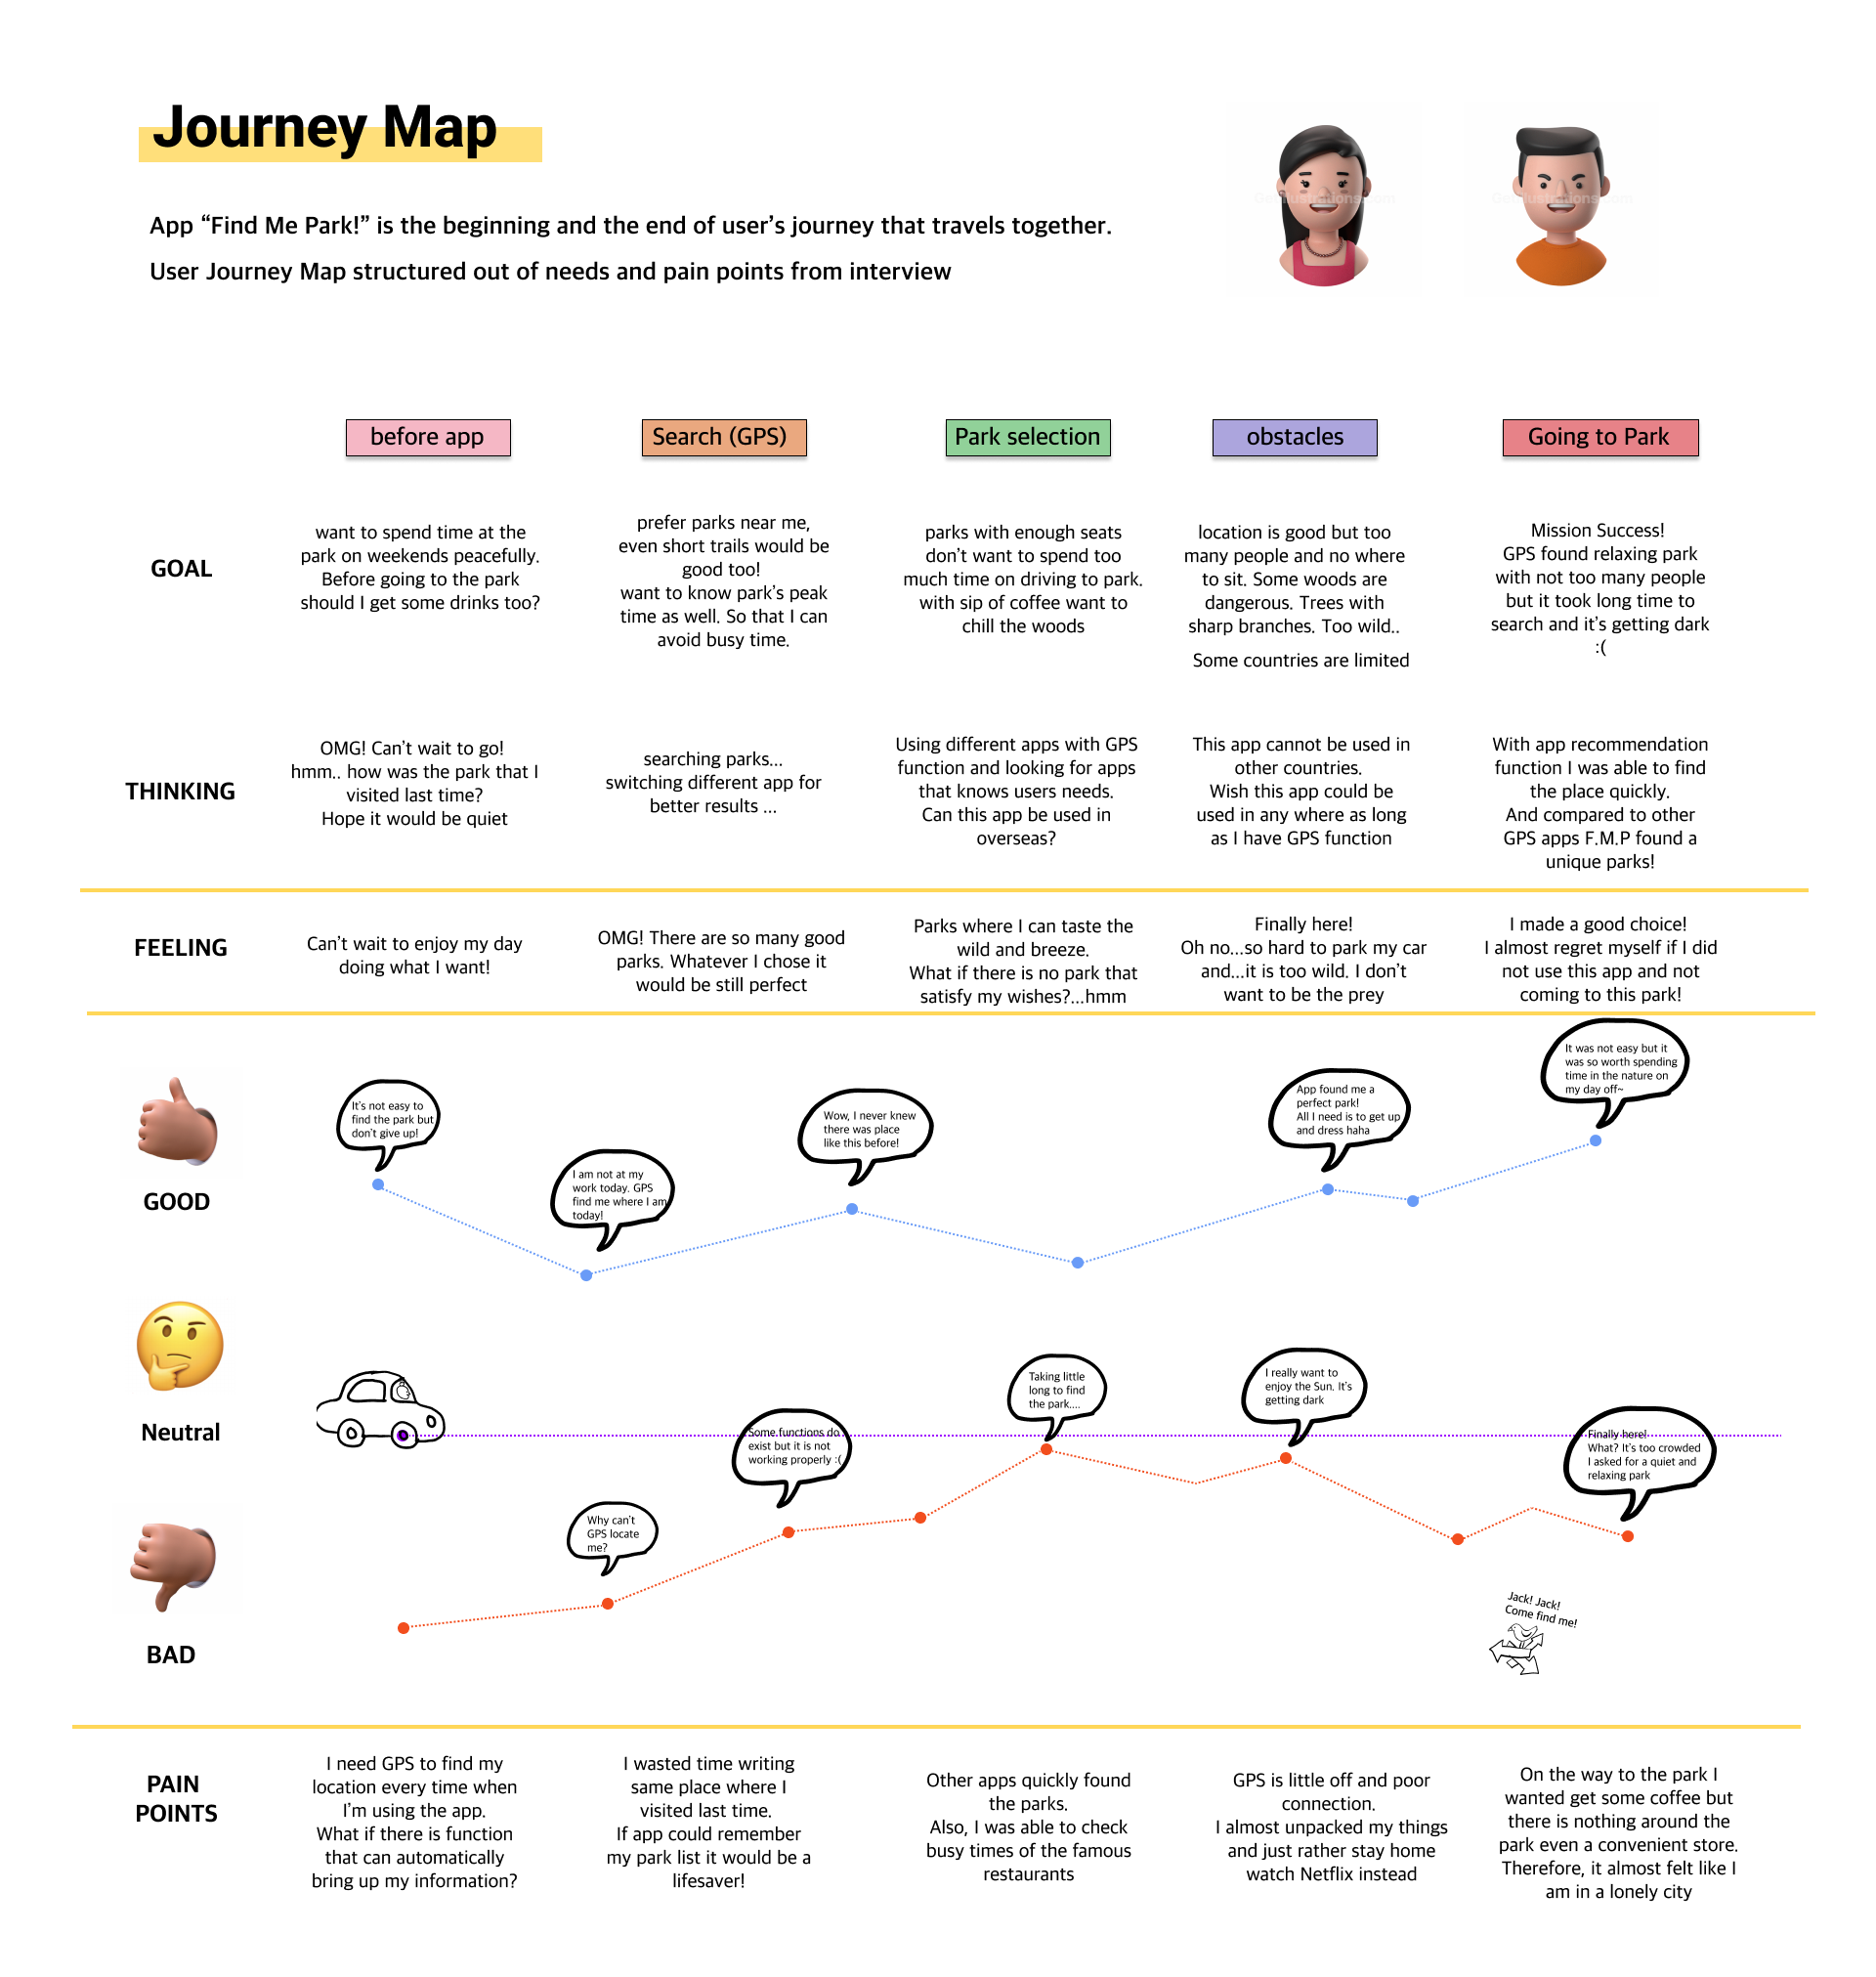 Journey Map
App “Find Me Park!” is the beginning and the end of user’s journey that travels together.
User Journey Map structured out of needs and pain points from interview
before app
Search (GPS)
Park selection
obstacles
Going to Park
GOAL
want to spend time at the
park on weekends peacefully.
Before going to the park
should I get some drinks too?
prefer parks near me,
even short trails would be
good too!
want to know park’s peak
time as well. So that I can
avoid busy time.
parks with enough seats
don’t want to spend too
much time on driving to park.
with sip of coffee want to
chill the woods
location is good but too
many people and no where
to sit. Some woods are
dangerous. Trees with
sharp branches. Too wild..
Some countries are limited
Mission Success!
GPS found relaxing park
with not too many people
but it took long time to
search and it’s getting dark
:(
THINKING
OMG! Can’t wait to go!
hmm.. how was the park that I
visited last time?
Hope it would be quiet
searching parks...
switching different app for
better results ...
Using different apps with GPS
function and looking for apps
that knows users needs.
Can this app be used in
overseas?
This app cannot be used in
other countries.
Wish this app could be
used in any where as long
as I have GPS function
With app recommendation
function I was able to find
the place quickly.
And compared to other
GPS apps F.M.P found a
unique parks!
FEELING
Can’t wait to enjoy my day
doing what I want!
OMG! There are so many good
parks. Whatever I chose it
would be still perfect
Parks where I can taste the
wild and breeze.
What if there is no park that
satisfy my wishes?...hmm
Finally here!
Oh no...so hard to park my car
and...it is too wild. I don’t
want to be the prey
I made a good choice!
I almost regret myself if I did
not use this app and not
coming to this park!
GOOD
It’s not easy to
find the park but
don’t give up!
I am not at my
work today. GPS
find me where I am
today!
Wow, I never knew
there was place
like this before!
App found me a
perfect park!
All I need is to get up
and dress haha
It was not easy but it
was so worth spending
time in the nature on
my day off~
Neutral
Some functions do
exist but it is not
working properly :(
Taking little
long to find
the park....
I really want to
enjoy the Sun. It’s
getting dark
Finally here!
What? It’s too crowded
I asked for a quiet and
relaxing park
BAD
Why can’t
GPS locate
me?
Jack! Jack!
Come find me!
PAIN
POINTS
I need GPS to find my
location every time when
I’m using the app.
What if there is function
that can automatically
bring up my information?
I wasted time writing
same place where I
visited last time.
If app could remember
my park list it would be a
lifesaver!
Other apps quickly found
the parks.
Also, I was able to check
busy times of the famous
restaurants
GPS is little off and poor
connection.
I almost unpacked my things
and just rather stay home
watch Netflix instead
On the way to the park I
wanted get some coffee but
there is nothing around the
park even a convenient store.
Therefore, it almost felt like I
am in a lonely city